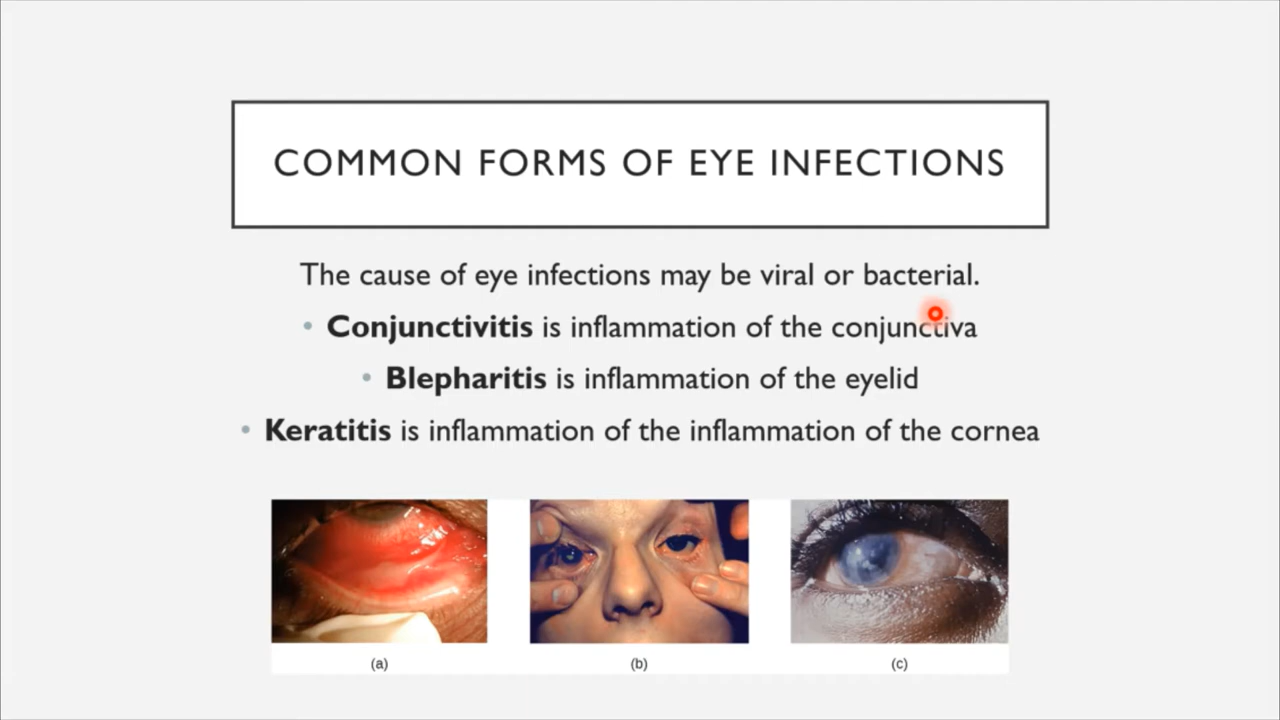 COMMON FORMS OF EYE INFECTIONS
The cause of eye infections may be viral or bacterial.
• Conjunctivitis is inflammation of the conjunctiva
• Blepharitis is inflammation of the eyelid
• Keratitis is inflammation of the inflammation of the cornea
(a) (b) (c)